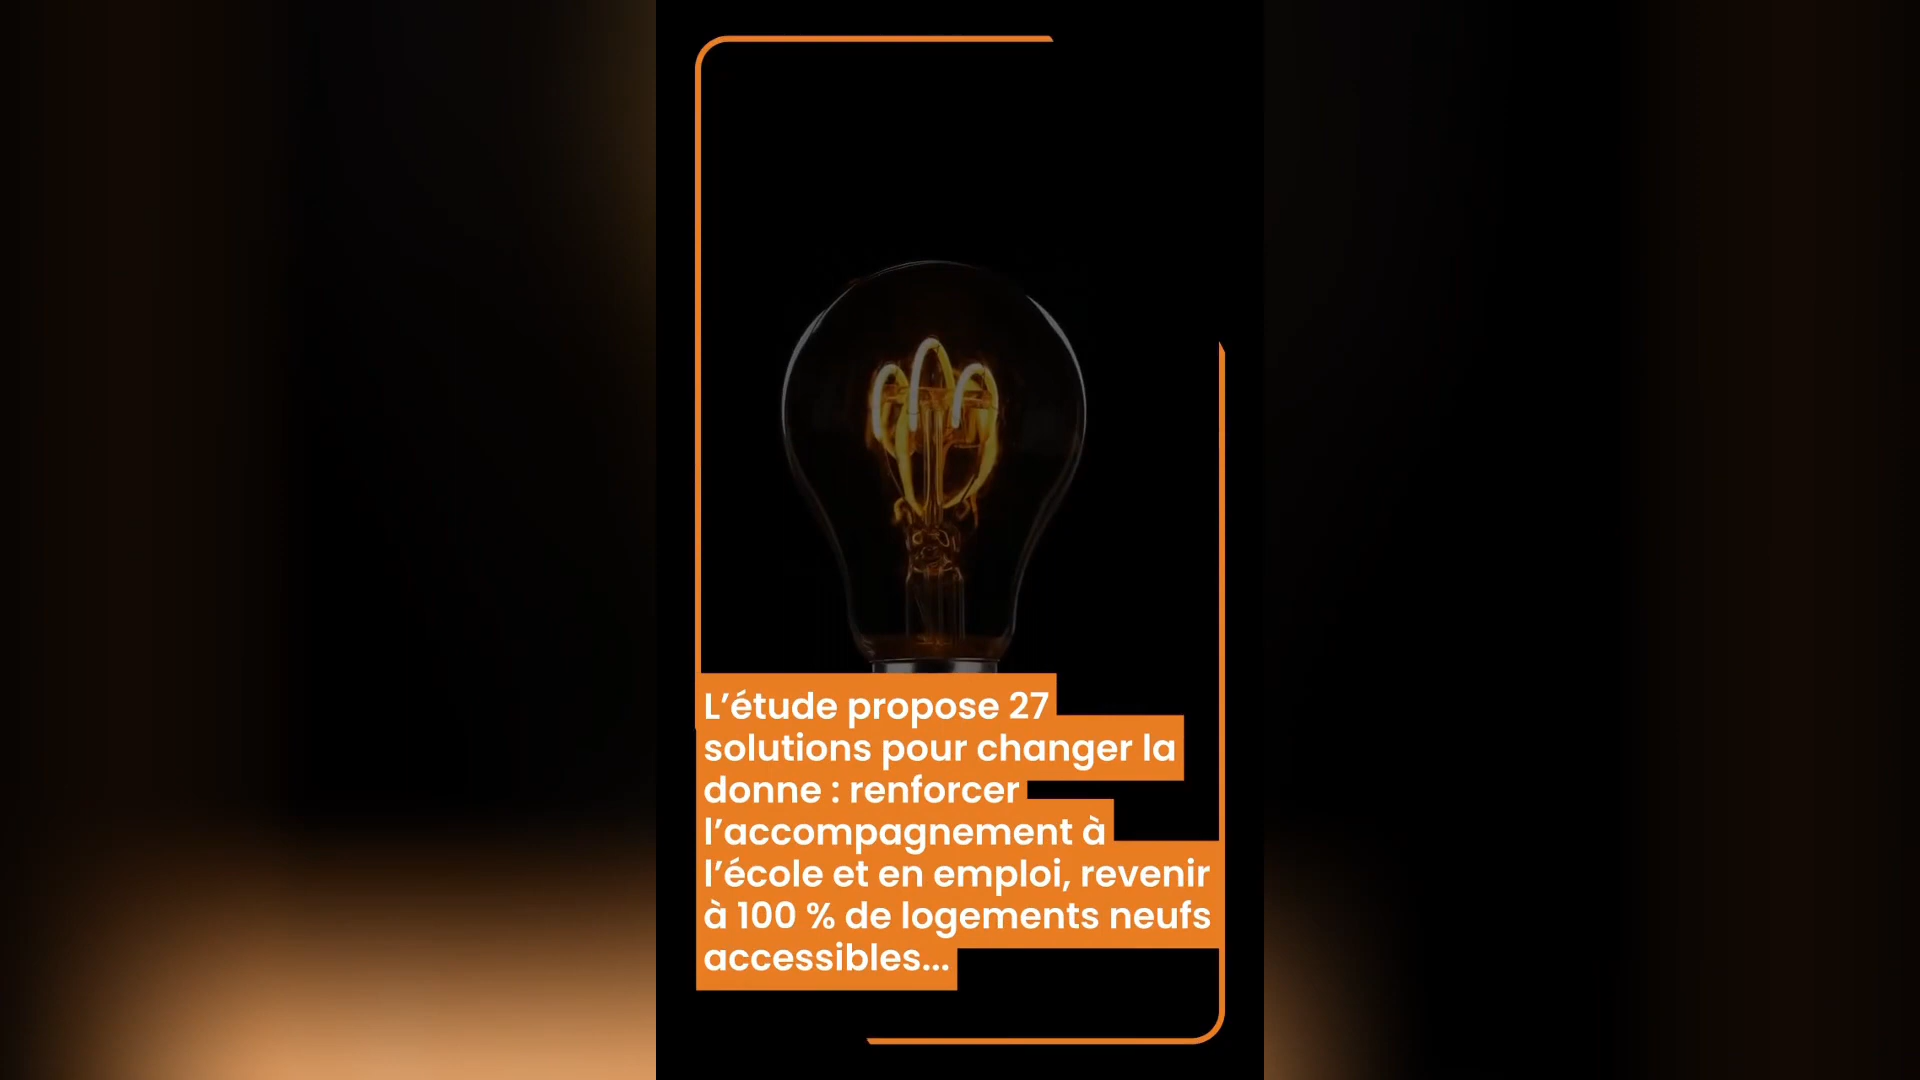 L’étude propose 27
solutions pour changer la
donne : renforcer
l’accompagnement à
l’école et en emploi, revenir
à 100 % de logements neufs
accessibles...